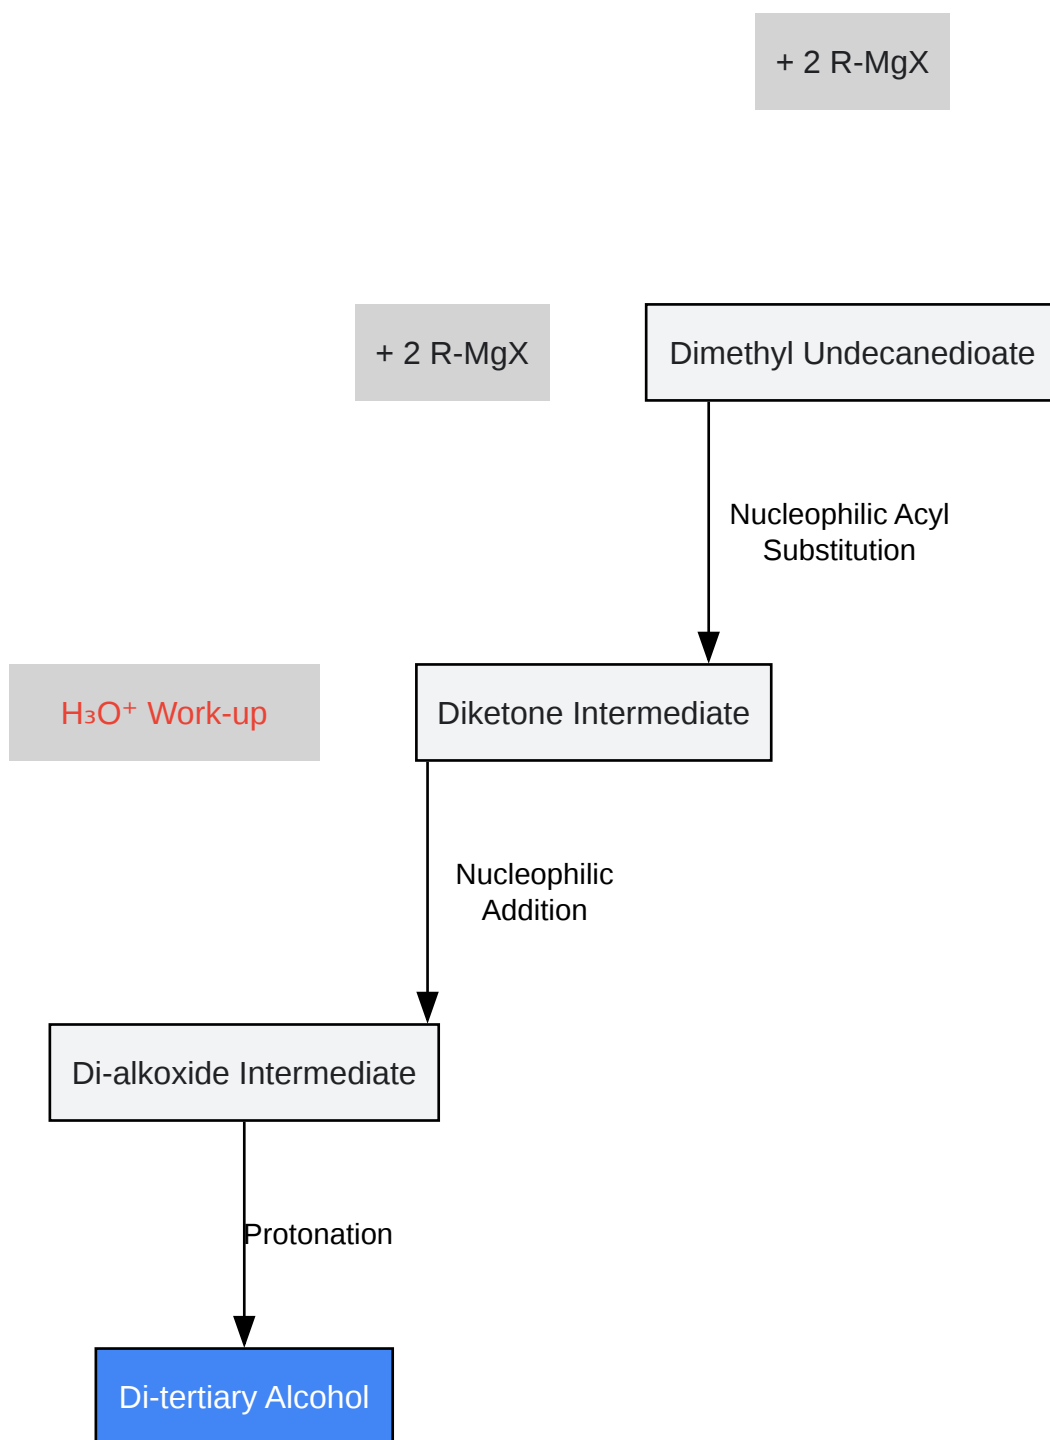 + 2 R-MgX
+ 2 R-MgX
Dimethyl Undecanedioate
Nucleophilic Acyl
Substitution
H₃O⁺ Work-up
Diketone Intermediate
Nucleophilic
Addition
Di-alkoxide Intermediate
Protonation
Di-tertiary Alcohol